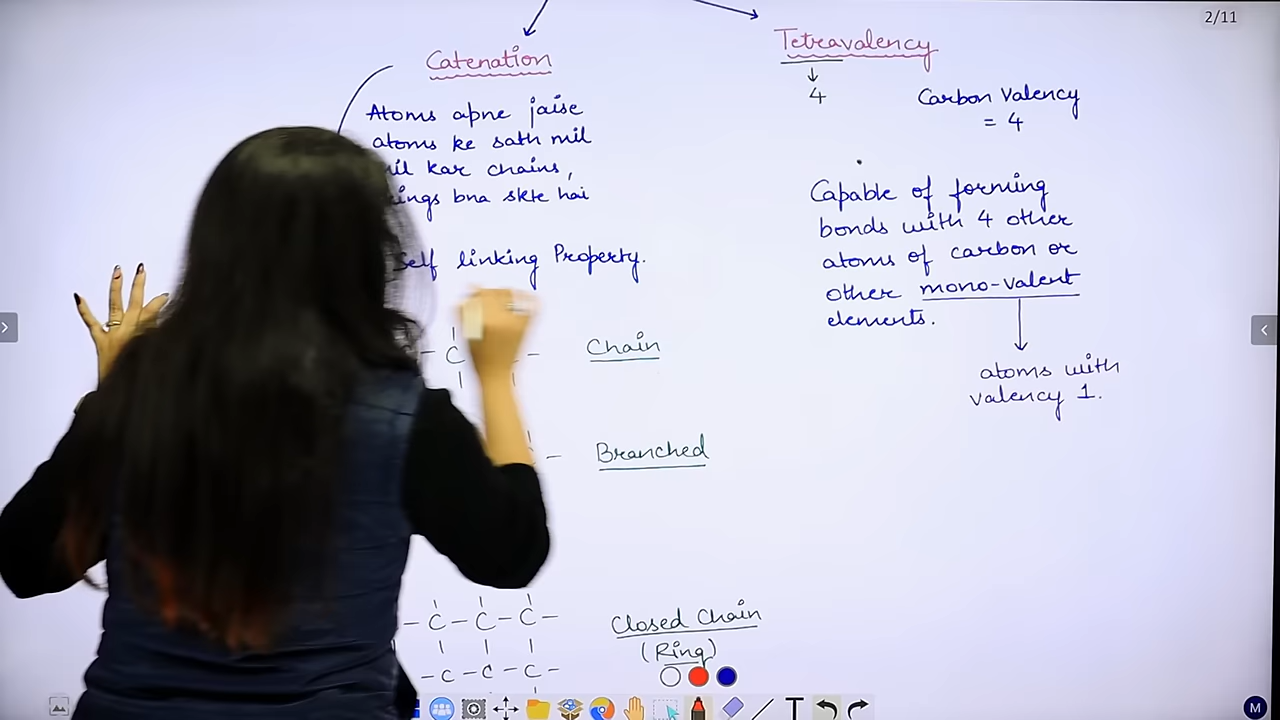 2/11
Catenation
Atoms apne jaise
atoms ke sath mil
kar chains,
bna skte hai
Self linking Property.
Tetravalency
4
Carbon Valency
= 4
Capable of forming
bonds with 4 other
atoms of carbon or
other mono-valent
elements.
atoms with
valency 1.
- C
-
Chain
-
Branched
- C - C - C -
- C - C - C -
Closed Chain
(Ring)
T
M